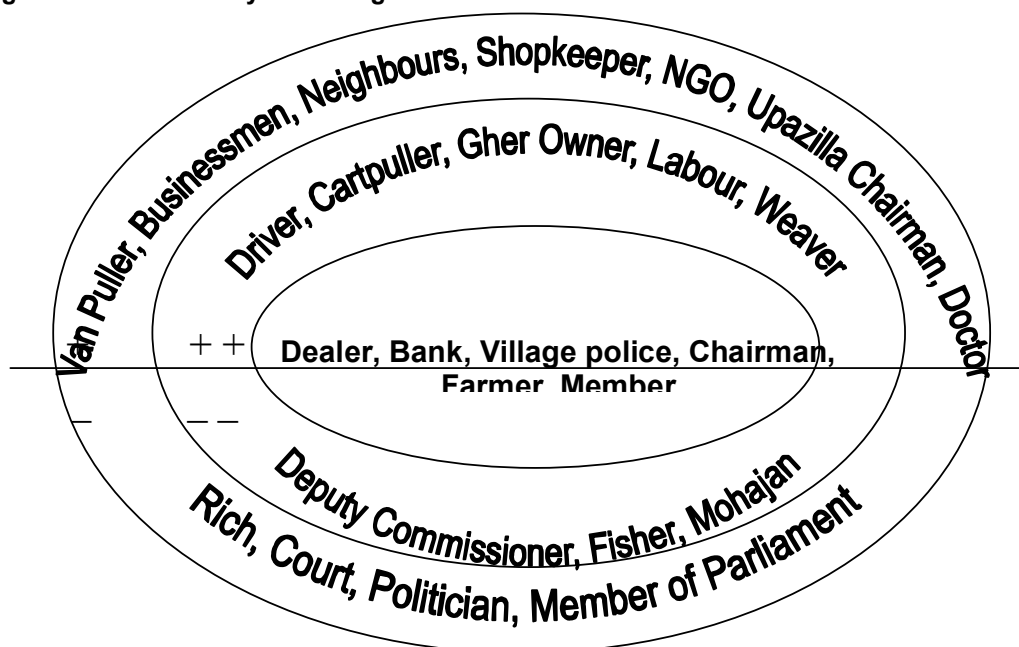 Van Puller, Businessmen, Neighbours, Shopkeeper, NGO, Upazilla Chairman, Doctor
Driver, Cartpuller, Gher Owner, Labour, Weaver
+ ++
Dealer, Bank, Village police, Chairman,
Farmer, Member
– – –
Deputy Commissioner, Fisher, Mohajan
Rich, Court, Politician, Member of Parliament